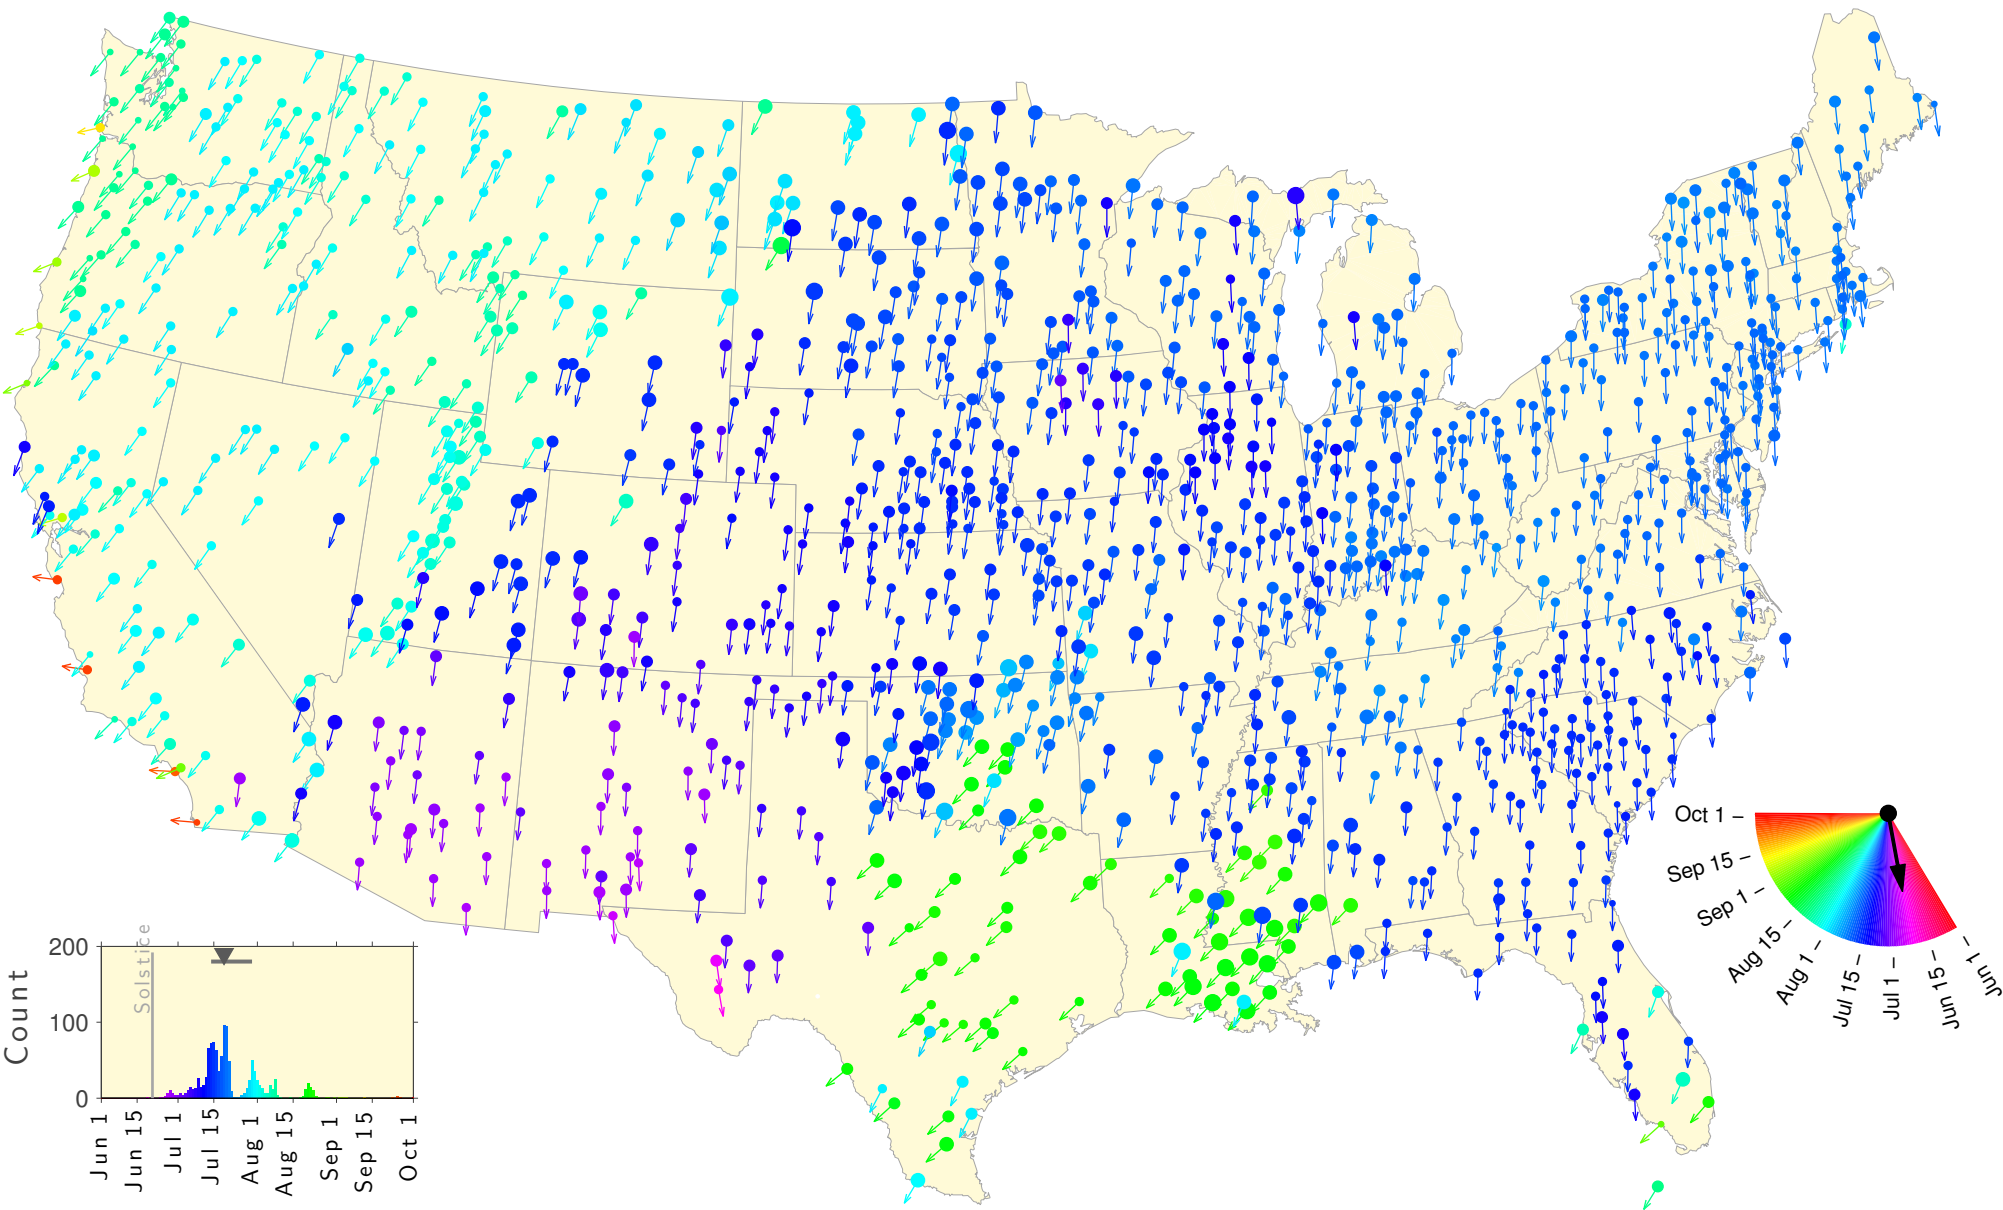 Oct 1 –
Sep 15 –
Sep 1 –
Aug 15 –
Aug 1 –
Jul 15 –
Jul 1 –
Jun 15 –
Jun 1 –
Solstice
Count
200
100
0
Jun 1
Jun 15
Jul 1
Jul 15
Aug 1
Aug 15
Sep 1
Sep 15
Oct 1